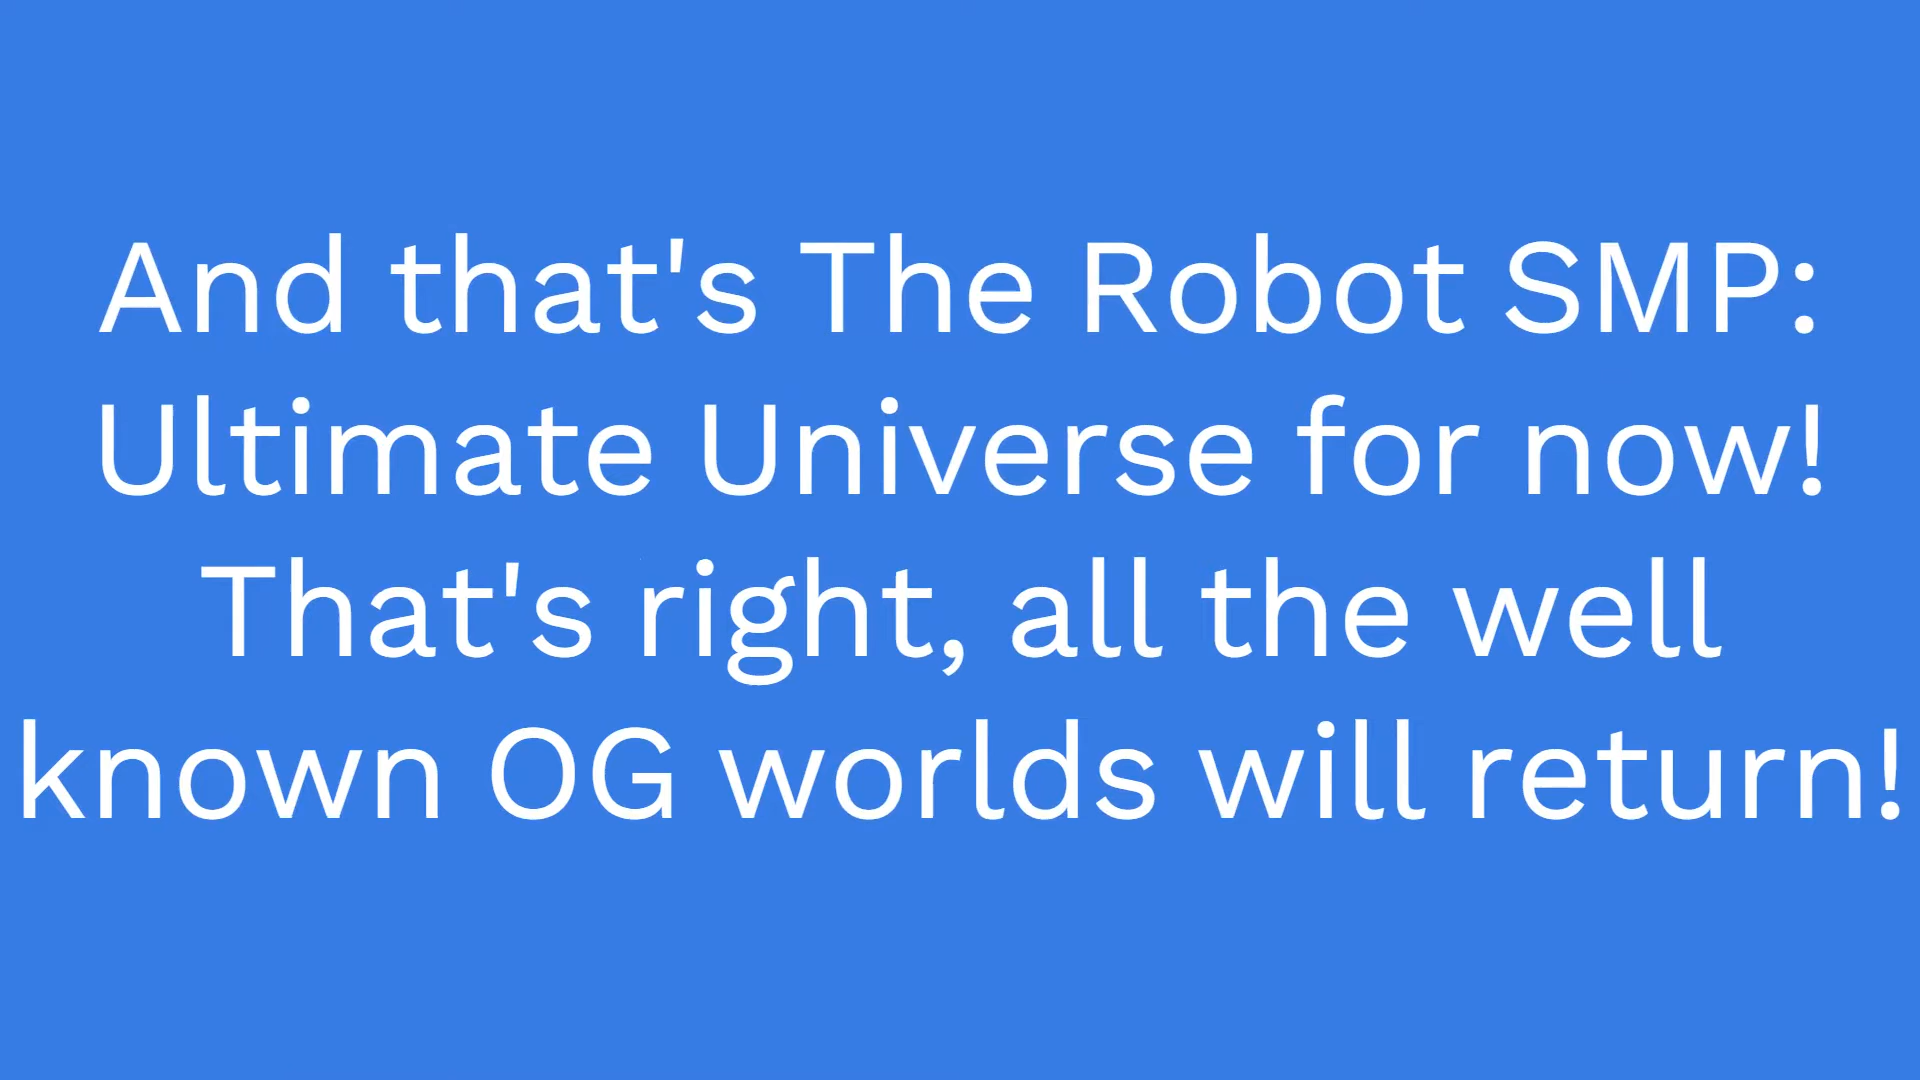 And that's The Robot SMP:
Ultimate Universe for now!
That's right, all the well
known OG worlds will return!